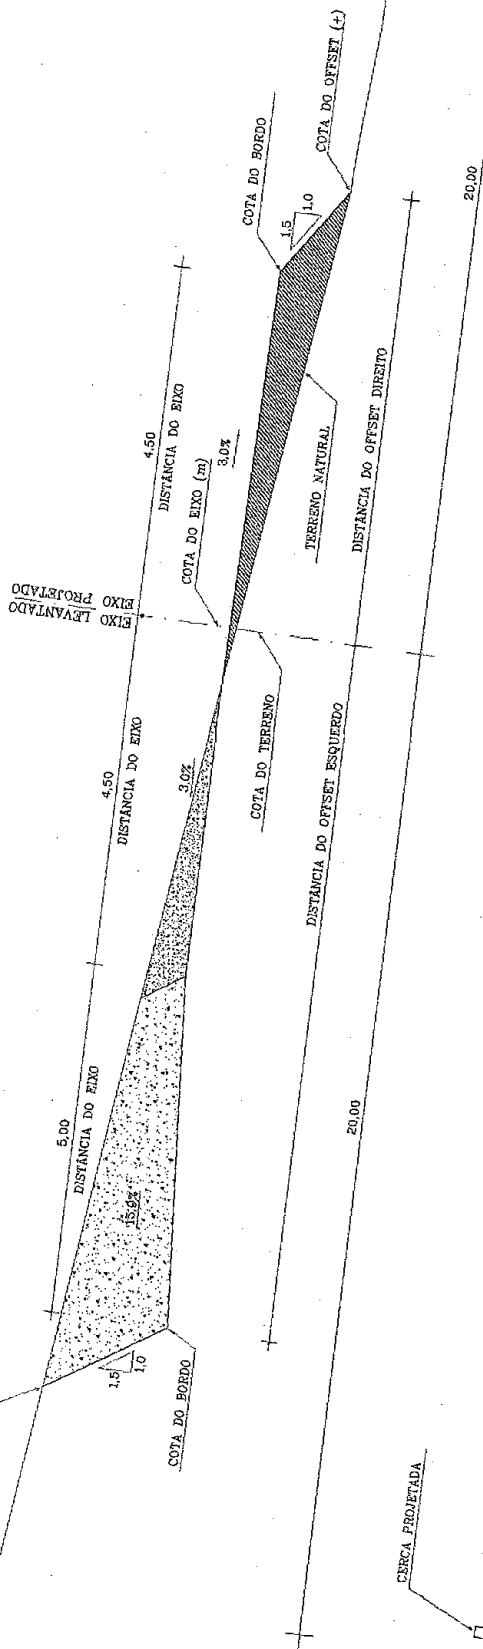 COTA DO OFFSET (+)
COTA DO BORDO
1,5
1,0
20,00
4,50
DISTÂNCIA DO EIXO
3,0%
COTA DO EIXO (m)
TERRENO NATURAL
DISTÂNCIA DO OFFSET DIREITO
EIXO LEVANTADO
EIXO PROJETADO
4,50
DISTÂNCIA DO EIXO
3,0%
COTA DO TERRENO
DISTÂNCIA DO OFFSET ESQUERDO
5,00
DISTÂNCIA DO EIXO
20,00
1,5
1,0
COTA DO BORDO
CERCA PROJETADA